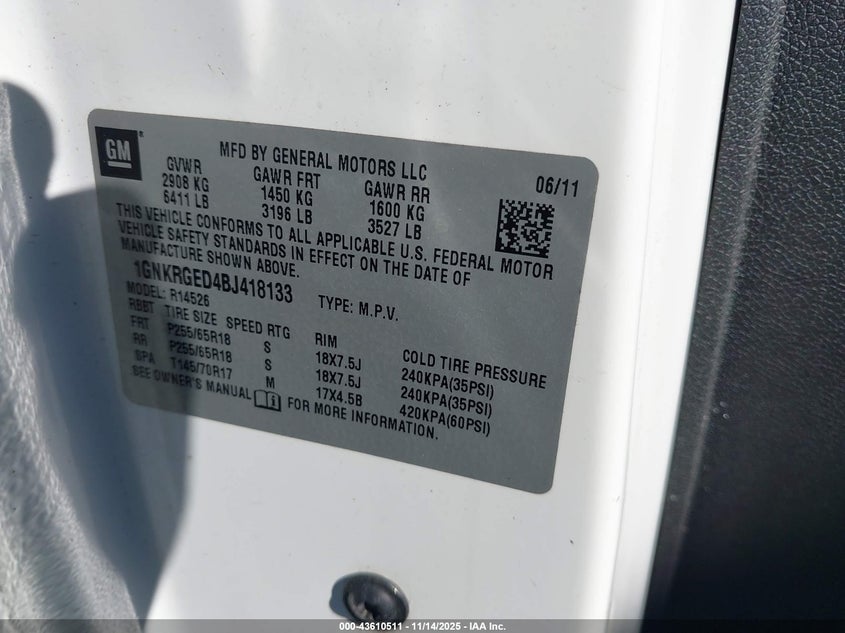 GM®
MFD BY GENERAL MOTORS LLC
06/11
GVWR GAWR FRT GAWR RR
2908 KG 1450 KG 1600 KG
6411 LB 3196 LB 3527 LB
THIS VEHICLE CONFORMS TO ALL APPLICABLE U.S. FEDERAL MOTOR
VEHICLE SAFETY STANDARDS IN EFFECT ON THE DATE OF
MANUFACTURE SHOWN ABOVE.
1GNKRGED4BJ418133 TYPE: M.P.V.
MODEL: R14526
RBBT TIRE SIZE SPEED RTG RIM COLD TIRE PRESSURE
FRT P255/65R18 S 18X7.5J 240KPA(35PSI)
RR P255/65R18 S 18X7.5J 240KPA(35PSI)
SPA T145/70R17 M 17X4.5B 420KPA(60PSI)
SEE OWNER'S MANUAL FOR MORE INFORMATION.
000-43610511 — 11/14/2025 — IAA Inc.